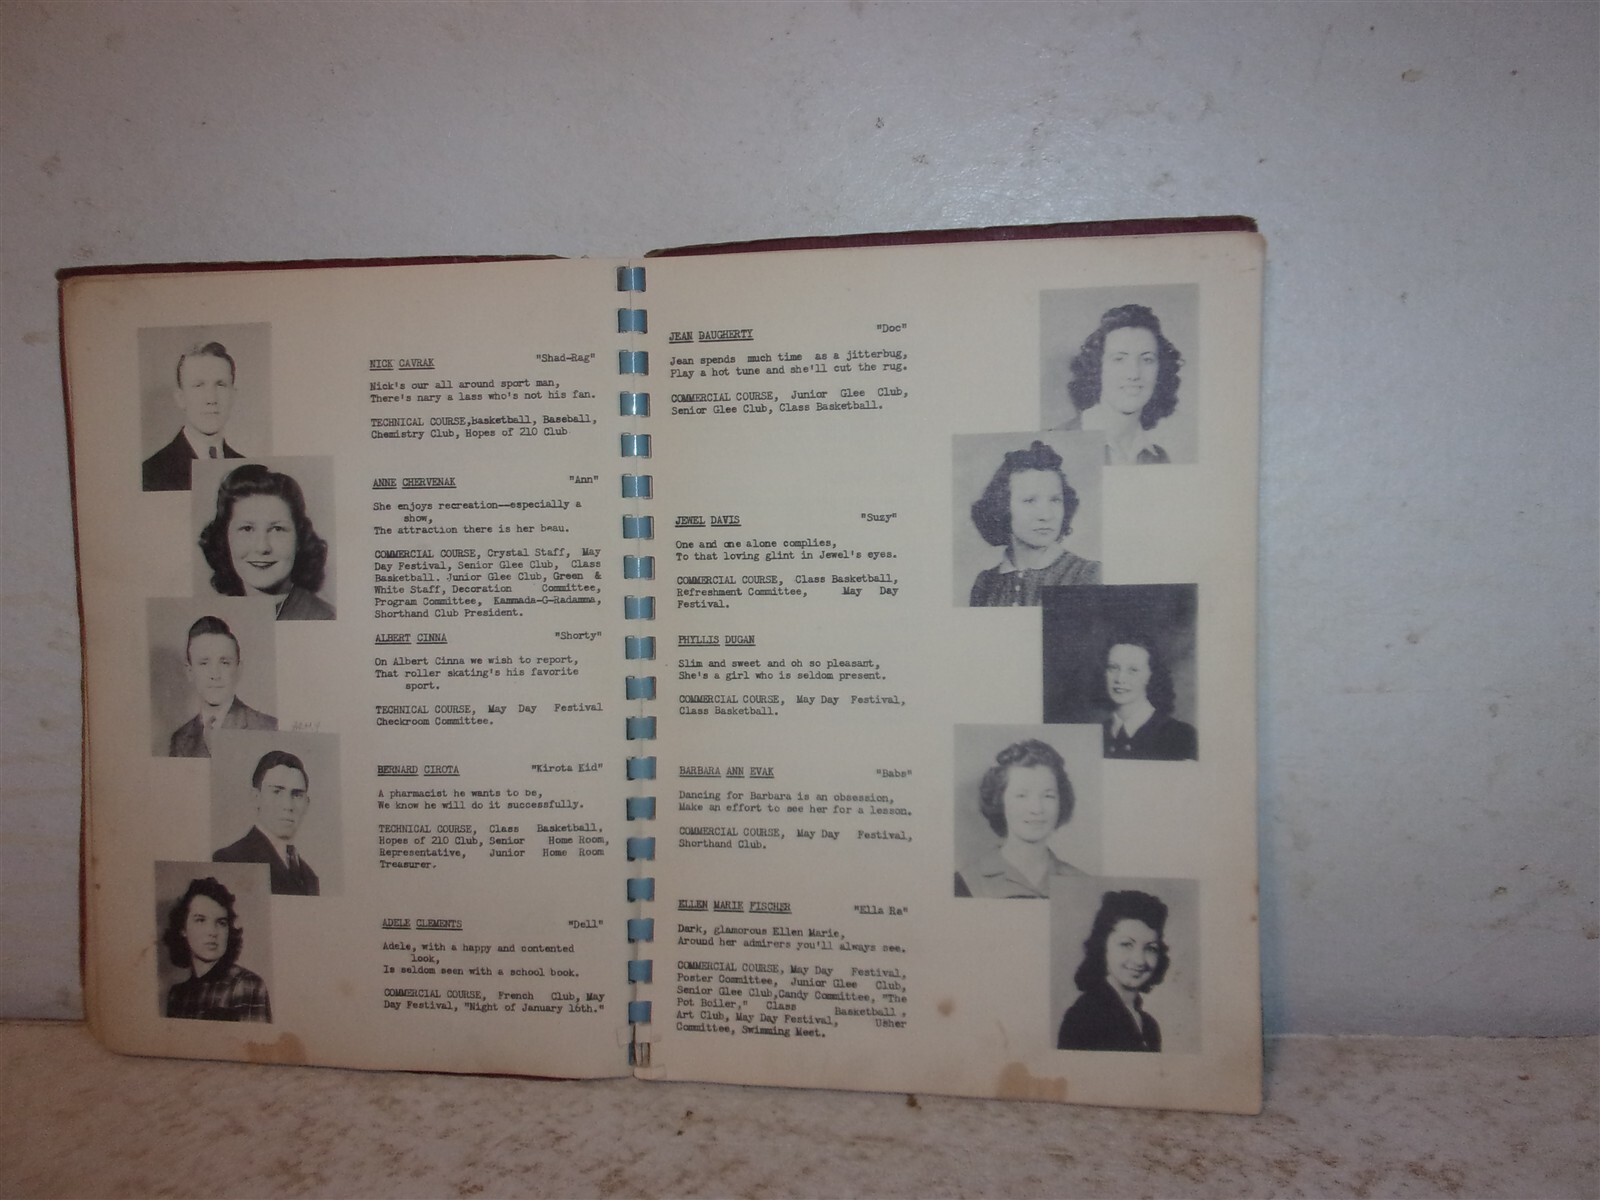 NICK CAVRAK "Shad-Rag"
Nick's our all around sport man,
There's nary a lass who's not his fan.
TECHNICAL COURSE,Basketball, Baseball,
Chemistry Club, Hopes of 210 Club
ANNE CHERVENAK "Ann"
She enjoys recreation--especially a
show,
The attraction there is her beau.
COMMERCIAL COURSE, Crystal Staff, May
Day Festival, Senior Glee Club, Class
Basketball. Junior Glee Club, Green &
White Staff, Decoration Committee,
Program Committee, Kammada-G-Radamma,
Shorthand Club President.
ALBERT CINNA "Shorty"
On Albert Cinna we wish to report,
That roller skating's his favorite
sport.
TECHNICAL COURSE, May Day Festival
Checkroom Committee.
ARMY
BERNARD CIROTA "Kirota Kid"
A pharmacist he wants to be,
We know he will do it successfully.
TECHNICAL COURSE, Class Basketball,
Hopes of 210 Club, Senior Home Room,
Representative, Junior Home Room
Treasurer.
ADELE CLEMENTS "Dell"
Adele, with a happy and contented
look,
Is seldom seen with a school book.
COMMERCIAL COURSE, French Club, May
Day Festival, "Night of January 16th."
JEAN DAUGHERTY "Doc"
Jean spends much time as a jitterbug,
Play a hot tune and she'll cut the rug.
COMMERCIAL COURSE, Junior Glee Club,
Senior Glee Club, Class Basketball.
JEWEL DAVIS "Suzy"
One and one alone complies,
To that loving glint in Jewel's eyes.
COMMERCIAL COURSE, Class Basketball,
Refreshment Committee, May Day
Festival.
PHYLLIS DUGAN
Slim and sweet and oh so pleasant,
She's a girl who is seldom present.
COMMERCIAL COURSE, May Day Festival,
Class Basketball.
BARBARA ANN EVAK "Babs"
Dancing for Barbara is an obsession,
Make an effort to see her for a lesson.
COMMERCIAL COURSE, May Day Festival,
Shorthand Club.
ELLEN MARIE FISCHER "Ella Re"
Dark, glamorous Ellen Marie,
Around her admirers you'll always see.
COMMERCIAL COURSE, May Day Festival,
Poster Committee, Junior Glee Club,
Senior Glee Club,Candy Committee, "The
Pot Boiler," Class Basketball,
Art Club, May Day Festival, Usher
Committee, Swimming Meet.